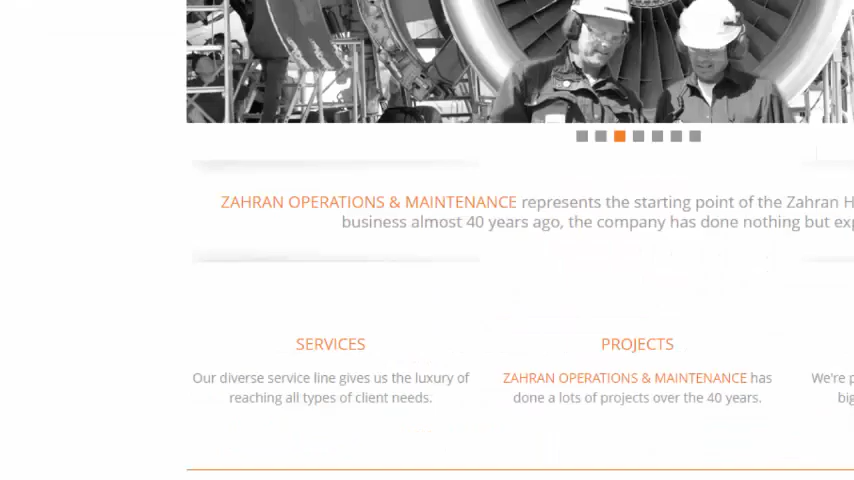 ZAHRAN OPERATIONS & MAINTENANCE represents the starting point of the Zahran
business almost 40 years ago, the company has done nothing but
SERVICES
Our diverse service line gives us the luxury of
reaching all types of client needs.
PROJECTS
ZAHRAN OPERATIONS & MAINTENANCE has
done a lots of projects over the 40 years.
We're